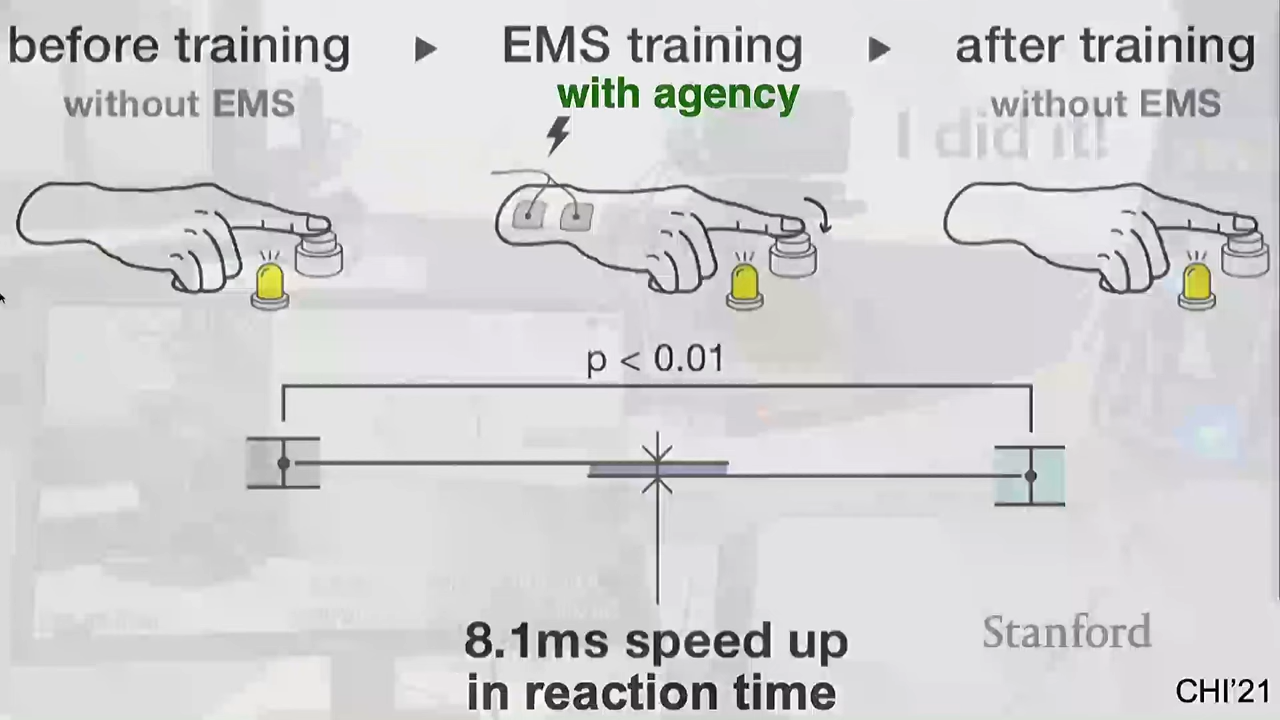 before training ▶ EMS training ▶ after training
without EMS
with agency
without EMS
I did it!
p < 0.01
8.1ms speed up
in reaction time
Stanford
CHI'21